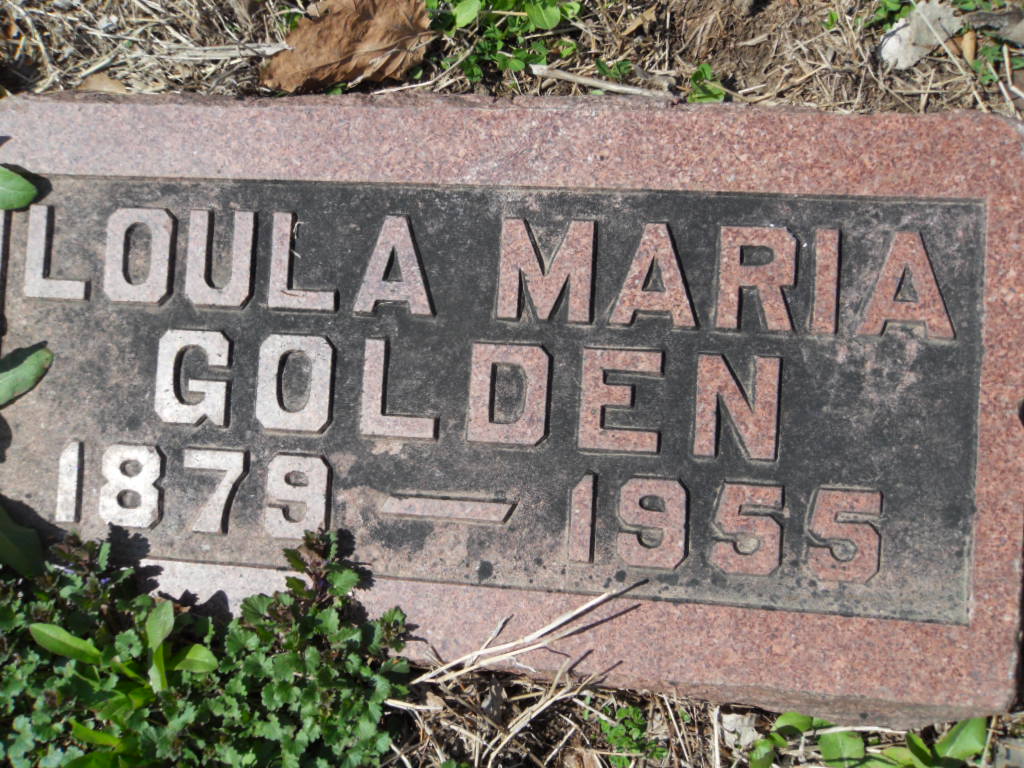 LOULA MARIA
GOLDEN
1879 — 1955